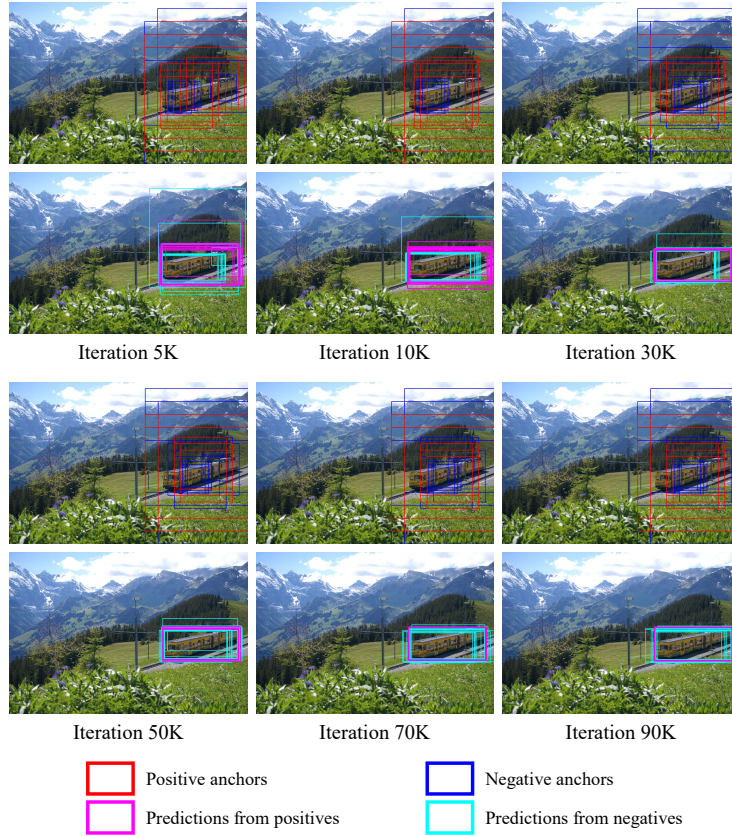 Iteration 5K
Iteration 10K
Iteration 30K
Iteration 50K
Iteration 70K
Iteration 90K
Positive anchors
Negative anchors
Predictions from positives
Predictions from negatives